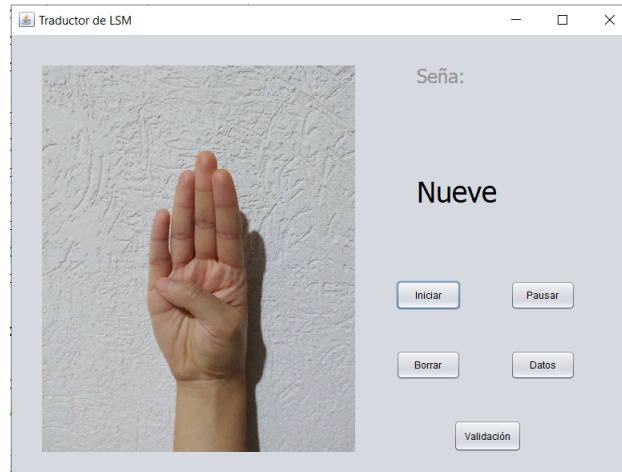 Traductor de LSM
Seña:
Nueve
Iniciar
Pausar
Borrar
Datos
Validación